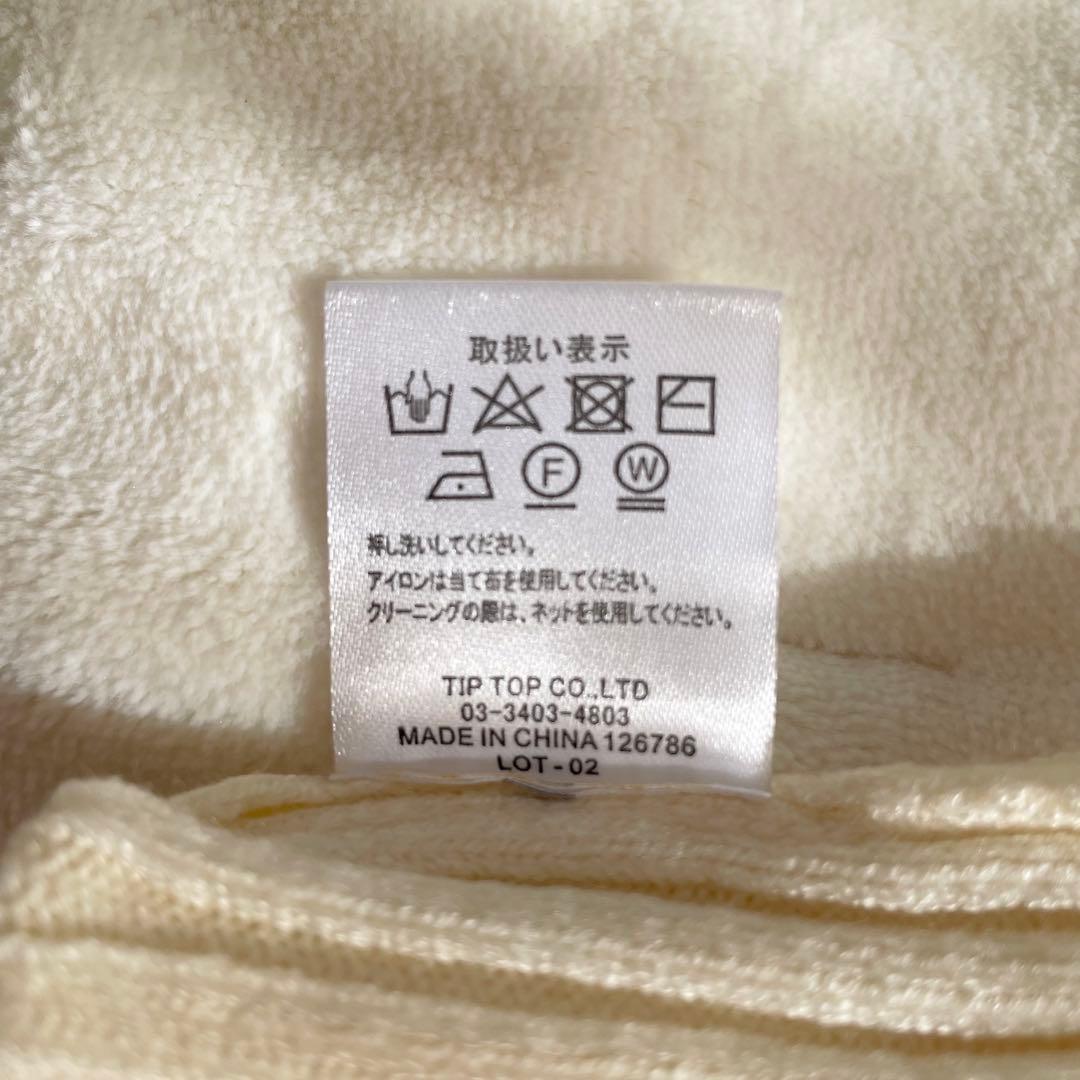 取扱い表示
F W
押し洗いしてください。
アイロンは当て布を使用してください。
クリーニングの際は、ネットを使用してください。
TIP TOP CO.,LTD
03-3403-4803
MADE IN CHINA 126786
LOT - 02